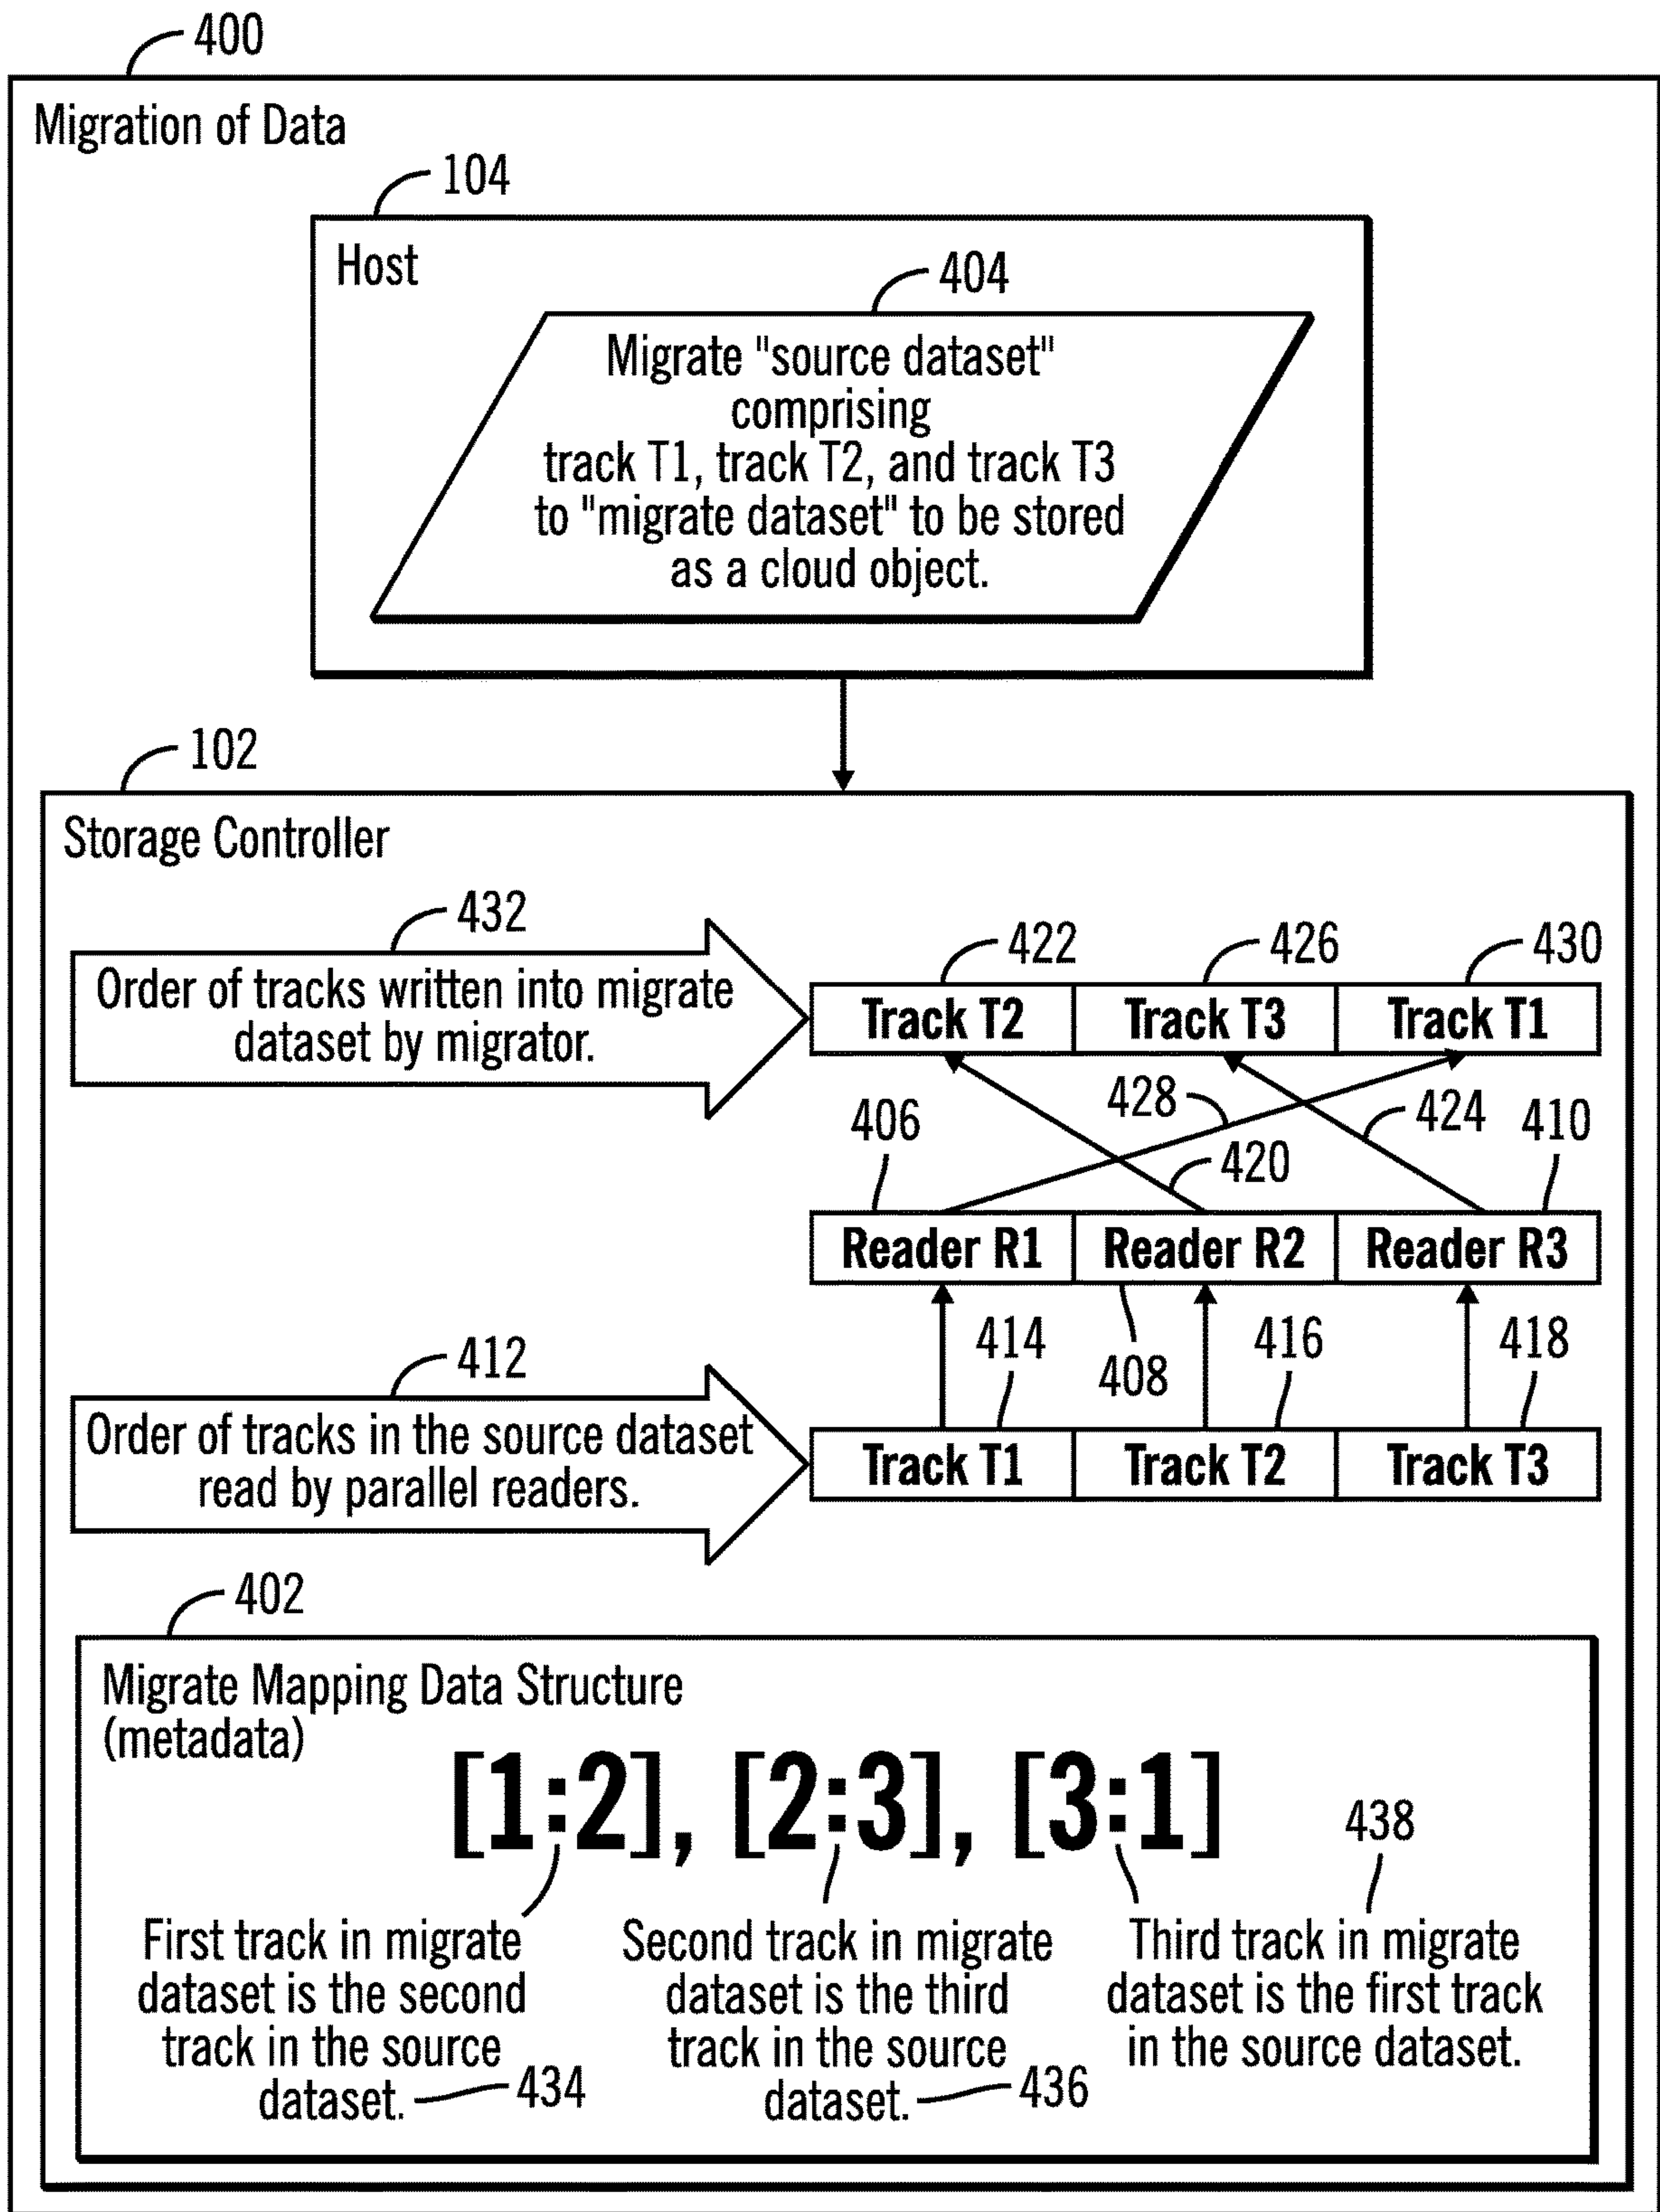 400
Migration of Data
104
Host
404
Migrate "source dataset"
comprising
track T1, track T2, and track T3
to "migrate dataset" to be stored
as a cloud object.
102
Storage Controller
432
Order of tracks written into migrate
dataset by migrator.
422
426
430
Track T2
Track T3
Track T1
406
428
424
410
420
Reader R1
Reader R2
Reader R3
414
408
416
418
412
Order of tracks in the source dataset
read by parallel readers.
Track T1
Track T2
Track T3
402
Migrate Mapping Data Structure
(metadata)
[1:2], [2:3], [3:1]
438
First track in migrate
dataset is the second
track in the source
dataset.
434
Second track in migrate
dataset is the third
track in the source
dataset.
436
Third track in migrate
dataset is the first track
in the source dataset.